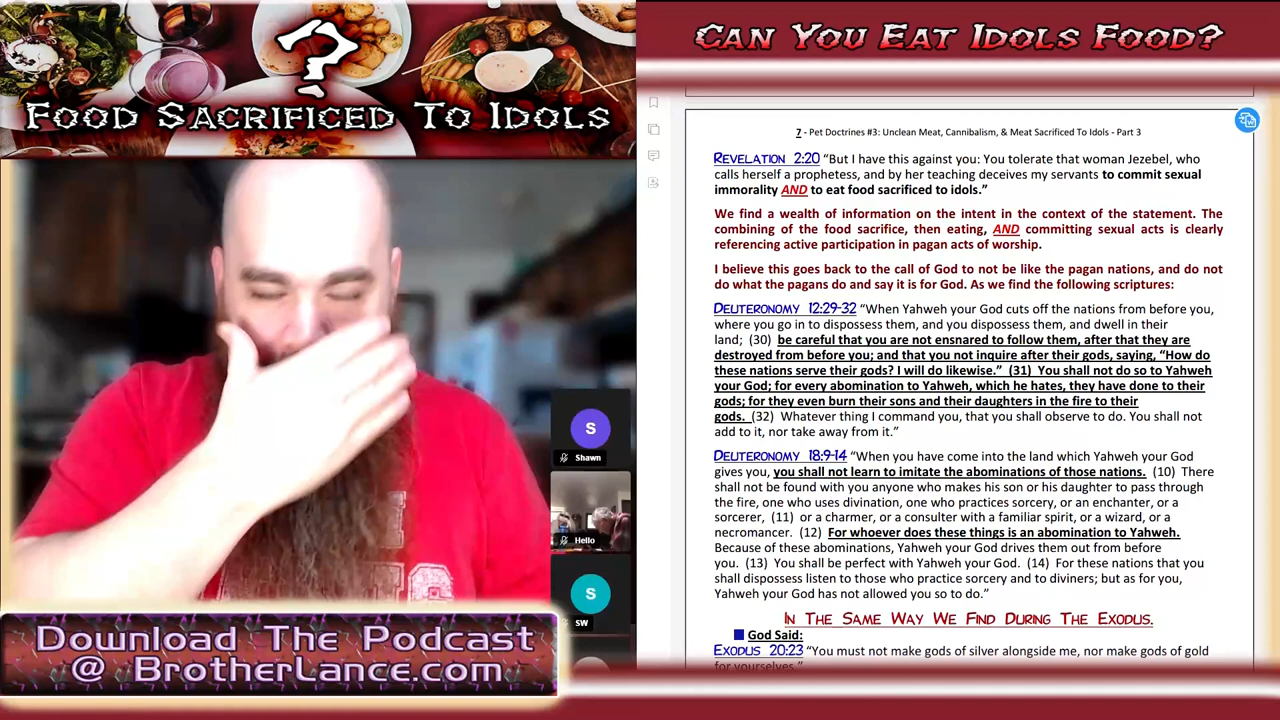 ?
Food Sacrificed To Idols
S
Shawn
Hello
S
SW
Download The Podcast
@ BrotherLance.com
Can You Eat Idols Food?
7 - Pet Doctrines #3: Unclean Meat, Cannibalism, & Meat Sacrificed To Idols - Part 3
Revelation 2:20 “But I have this against you: You tolerate that woman Jezebel, who
calls herself a prophetess, and by her teaching deceives my servants to commit sexual
immorality AND to eat food sacrificed to idols.”
We find a wealth of information on the intent in the context of the statement. The
combining of the food sacrifice, then eating, AND committing sexual acts is clearly
referencing active participation in pagan acts of worship.
I believe this goes back to the call of God to not be like the pagan nations, and do not
do what the pagans do and say it is for God. As we find the following scriptures:
Deuteronomy 12:29-32 “When Yahweh your God cuts off the nations from before you,
where you go in to dispossess them, and you dispossess them, and dwell in their
land; (30) be careful that you are not ensnared to follow them, after that they are
destroyed from before you; and that you not inquire after their gods, saying, “How do
these nations serve their gods? I will do likewise.” (31) You shall not do so to Yahweh
your God; for every abomination to Yahweh, which he hates, they have done to their
gods; for they even burn their sons and their daughters in the fire to their
gods. (32) Whatever thing I command you, that you shall observe to do. You shall not
add to it, nor take away from it.”
Deuteronomy 18:9-14 “When you have come into the land which Yahweh your God
gives you, you shall not learn to imitate the abominations of those nations. (10) There
shall not be found with you anyone who makes his son or his daughter to pass through
the fire, one who uses divination, one who practices sorcery, or an enchanter, or a
sorcerer, (11) or a charmer, or a consulter with a familiar spirit, or a wizard, or a
necromancer. (12) For whoever does these things is an abomination to Yahweh.
Because of these abominations, Yahweh your God drives them out from before
you. (13) You shall be perfect with Yahweh your God. (14) For these nations that you
shall dispossess listen to those who practice sorcery and to diviners; but as for you,
Yahweh your God has not allowed you so to do.”
In The Same Way We Find During The Exodus.
God Said:
Exodus 20:23 “You must not make gods of silver alongside me, nor make gods of gold
for yourselves.”